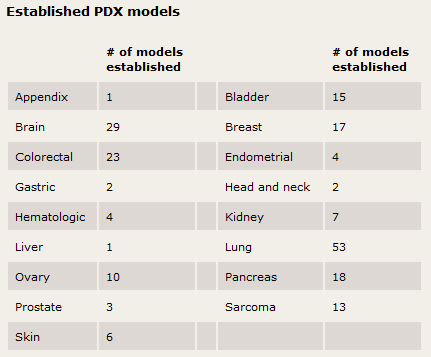 Established PDX models
# of models established # of models established
Appendix 1 Bladder 15
Brain 29 Breast 17
Colorectal 23 Endometrial 4
Gastric 2 Head and neck 2
Hematologic 4 Kidney 7
Liver 1 Lung 53
Ovary 10 Pancreas 18
Prostate 3 Sarcoma 13
Skin 6